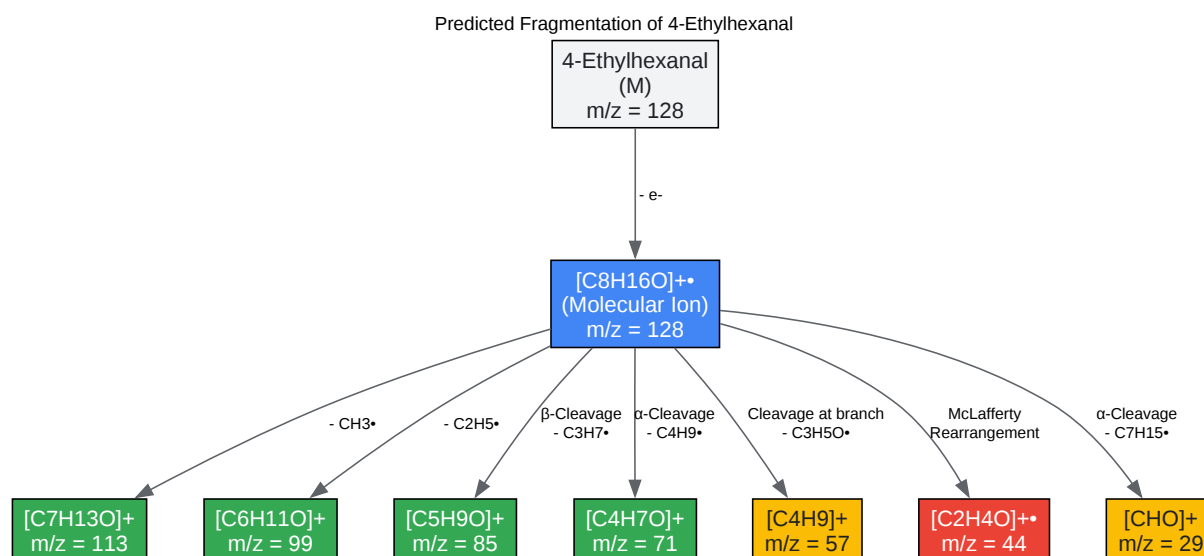 Predicted Fragmentation of 4-Ethylhexanal
4-Ethylhexanal
(M)
m/z = 128
- e-
[C8H16O]+•
(Molecular Ion)
m/z = 128
- CH3•
- C2H5•
β-Cleavage
- C3H7•
α-Cleavage
- C4H9•
Cleavage at branch
- C3H5O•
McLafferty
Rearrangement
α-Cleavage
- C7H15•
[C7H13O]+
m/z = 113
[C6H11O]+
m/z = 99
[C5H9O]+
m/z = 85
[C4H7O]+
m/z = 71
[C4H9]+
m/z = 57
[C2H4O]+•
m/z = 44
[CHO]+
m/z = 29